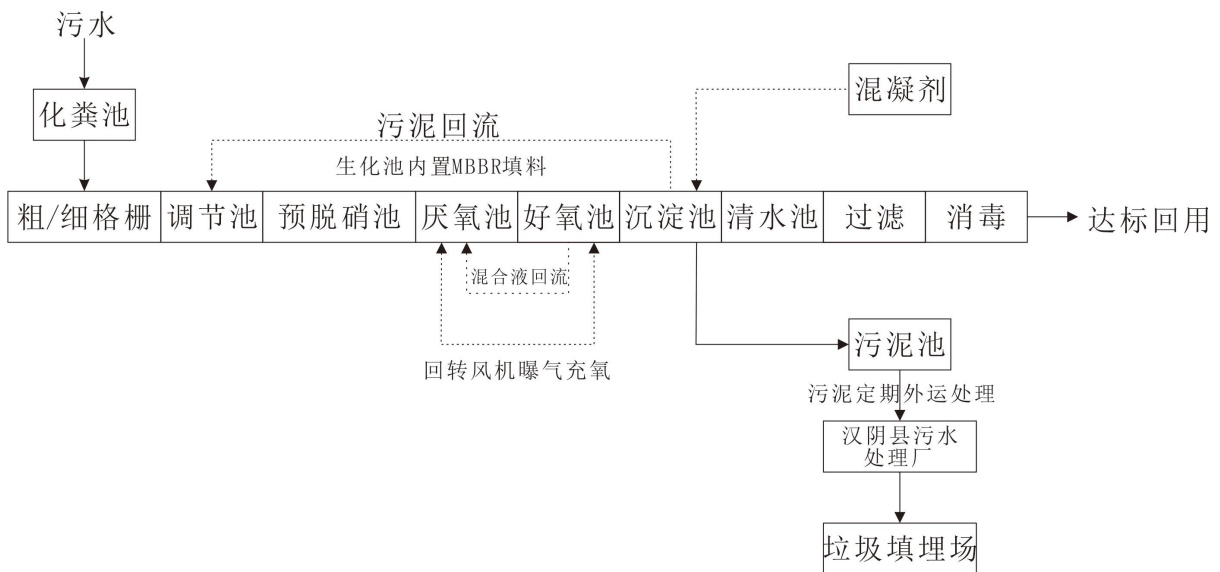 污水
化粪池
混凝剂
污泥回流
生化池内置MBBR填料
粗/细格栅
调节池
预脱硝池
厌氧池
好氧池
沉淀池
清水池
过滤
消毒
达标回用
混合液回流
回转风机曝气充氧
污泥池
污泥定期外运处理
汉阴县污水
处理厂
垃圾填埋场